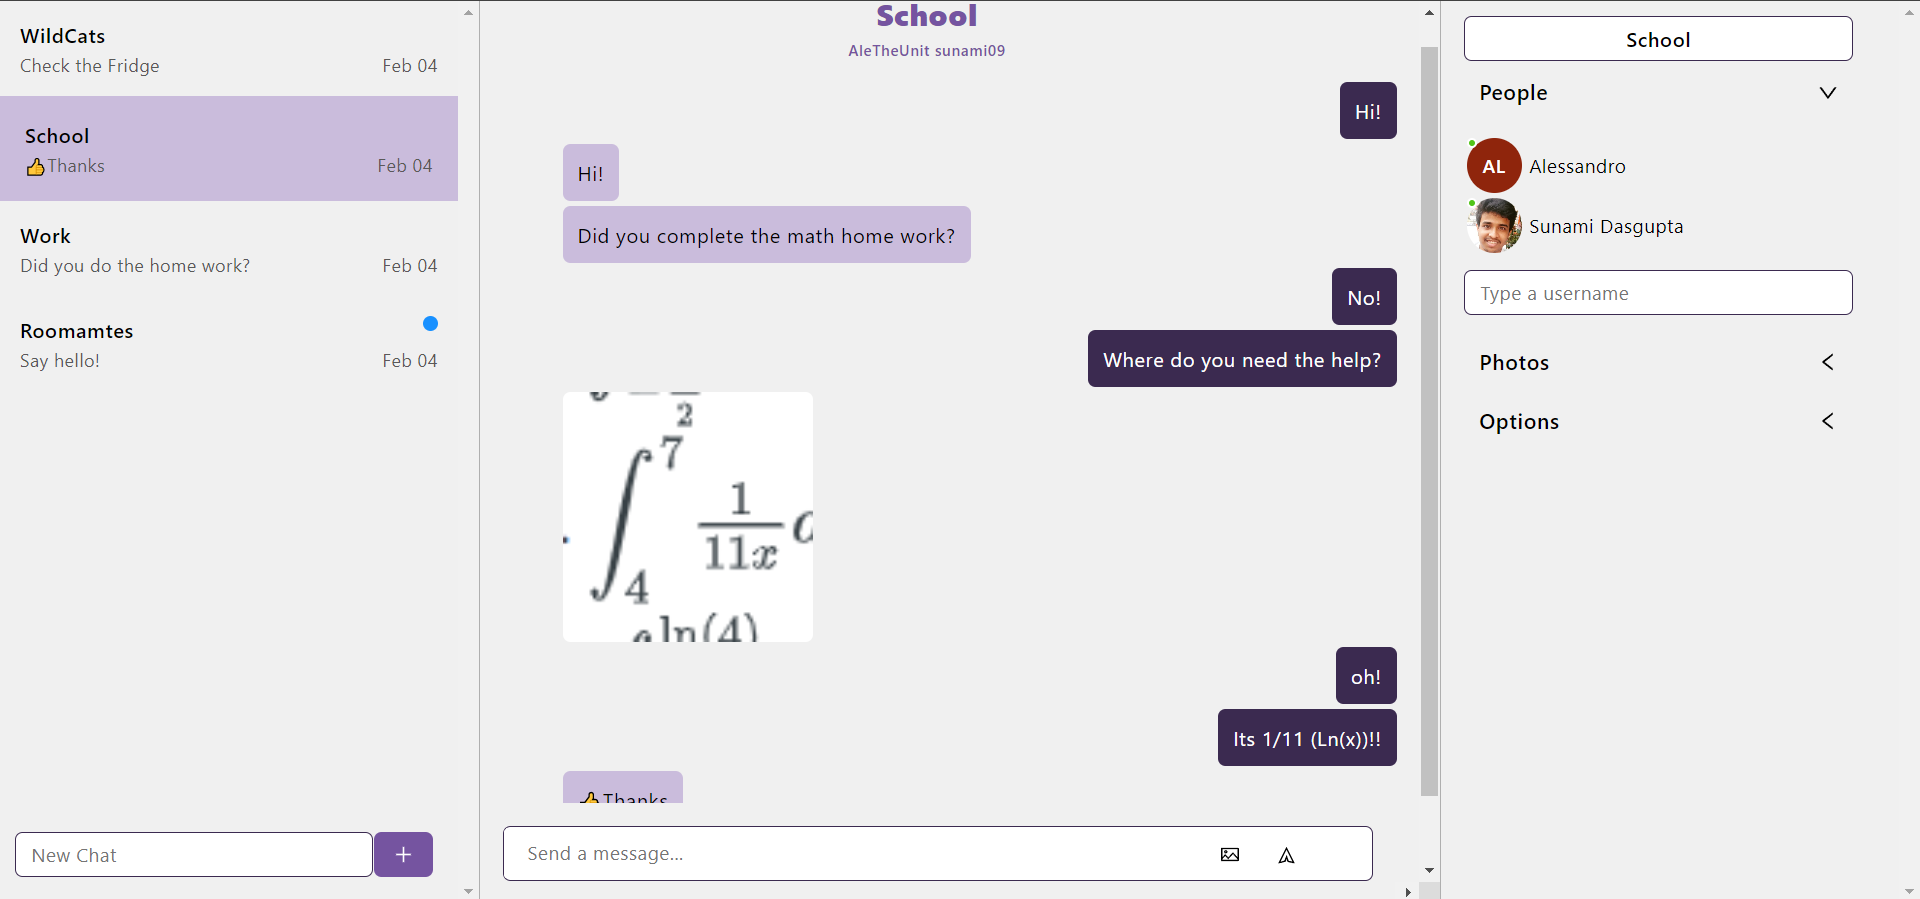 WildCats
Check the Fridge Feb 04
School
👍Thanks Feb 04
Work
Did you do the home work? Feb 04
Roomamtes
Say hello! Feb 04
New Chat +
School
AleTheUnit sunami09
Hi!
Hi!
Did you complete the math home work?
No!
Where do you need the help?
2
7
∫ 1
11x
4
ln(4)
oh!
Its 1/11 (Ln(x))!!
👍Thanks
Send a message...
School
People
AL Alessandro
Sunami Dasgupta
Type a username
Photos
Options